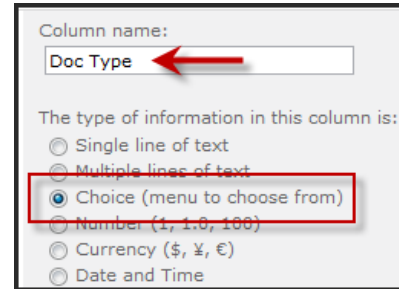 Column name:
Doc Type
The type of information in this column is:
Single line of text
Multiple lines of text
Choice (menu to choose from)
Number (1, 1.0, 100)
Currency ($, ¥, €)
Date and Time